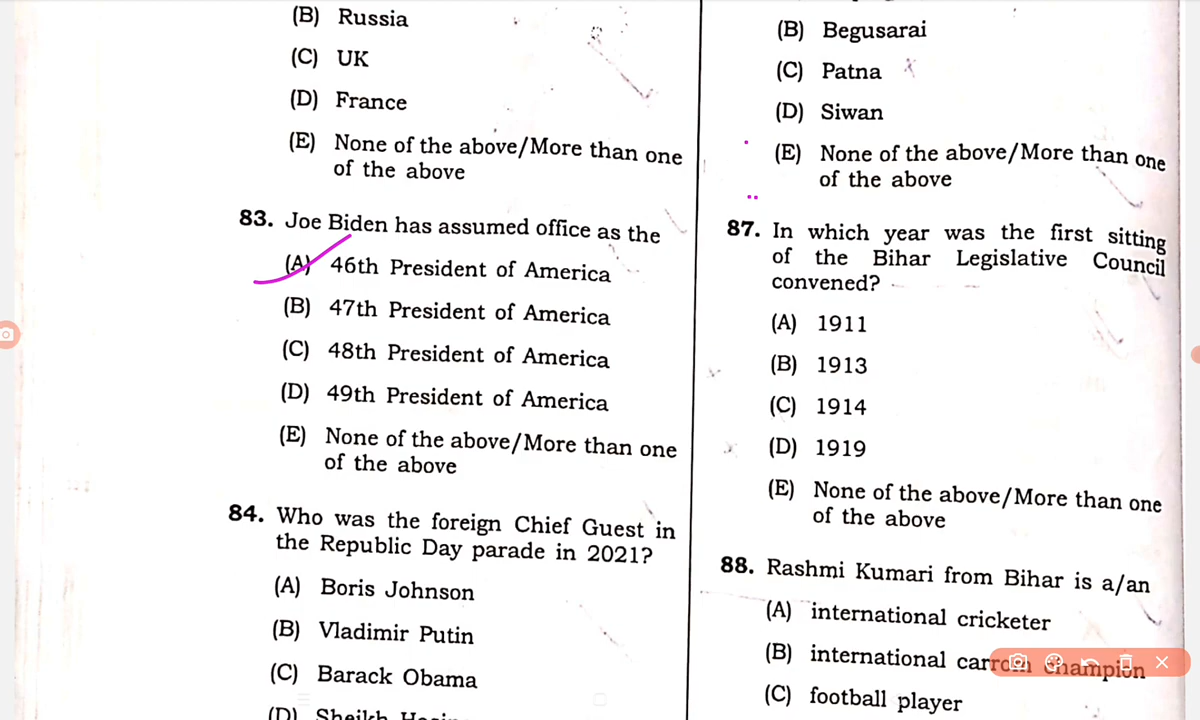 (B) Russia
(C) UK
(D) France
(E) None of the above/More than one
of the above
83. Joe Biden has assumed office as the
(A) 46th President of America
(B) 47th President of America
(C) 48th President of America
(D) 49th President of America
(E) None of the above/More than one
of the above
84. Who was the foreign Chief Guest in
the Republic Day parade in 2021?
(A) Boris Johnson
(B) Vladimir Putin
(C) Barack Obama
(D) Sheikh
(B) Begusarai
(C) Patna
(D) Siwan
(E) None of the above/More than one
of the above
87. In which year was the first sitting
of the Bihar Legislative Council
convened?
(A) 1911
(B) 1913
(C) 1914
(D) 1919
(E) None of the above/More than one
of the above
88. Rashmi Kumari from Bihar is a/an
(A) international cricketer
(B) international carrom champion
(C) football player